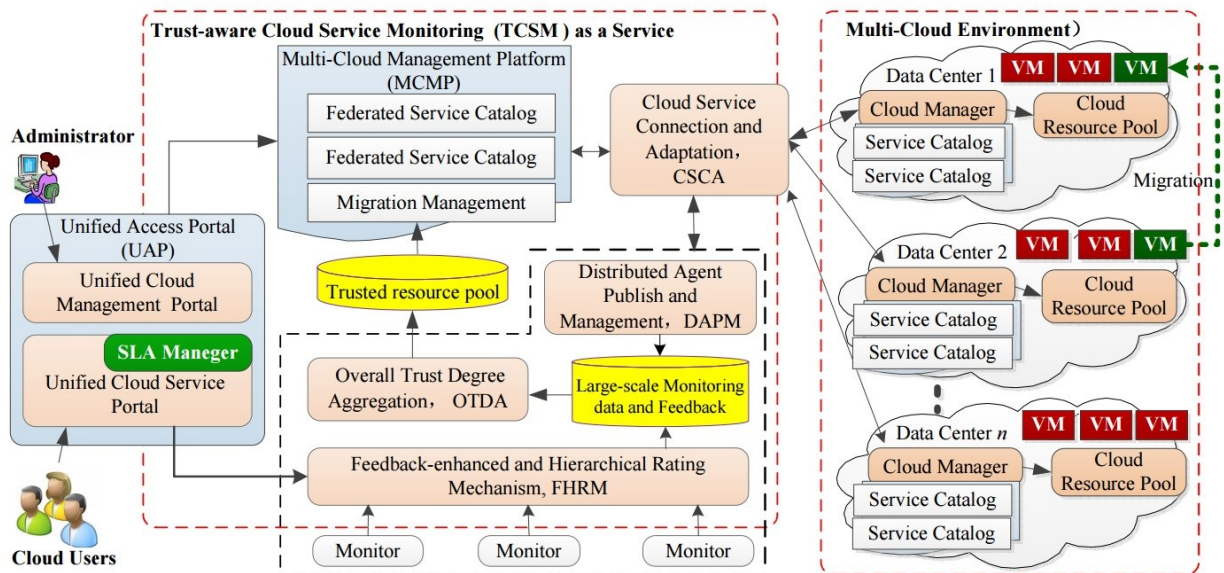 Trust-aware Cloud Service Monitoring (TCSM ) as a Service
Multi-Cloud Management Platform
(MCMP)
Federated Service Catalog
Federated Service Catalog
Migration Management
Cloud Service
Connection and
Adaptation,
CSCA
Administrator
Unified Access Portal
(UAP)
Unified Cloud
Management Portal
SLA Maneger
Unified Cloud Service
Portal
Cloud Users
Trusted resource pool
Distributed Agent
Publish and
Management, DAPM
Overall Trust Degree
Aggregation, OTDA
Large-scale Monitoring
data and Feedback
Feedback-enhanced and Hierarchical Rating
Mechanism, FHRM
Monitor
Monitor
Monitor
Multi-Cloud Environment）
Data Center 1
VM
VM
VM
Cloud Manager
Cloud
Resource Pool
Service Catalog
Service Catalog
Migration
Data Center 2
VM
VM
VM
Cloud Manager
Cloud
Resource Pool
Service Catalog
Service Catalog
Data Center n
VM
VM
VM
Cloud Manager
Cloud
Resource Pool
Service Catalog
Service Catalog